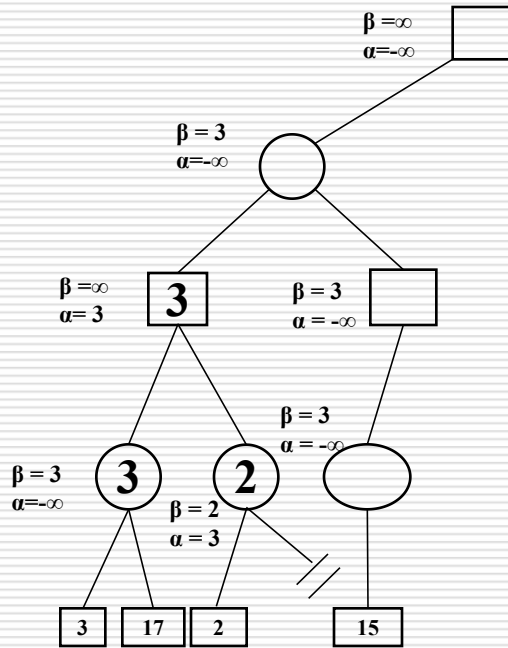 β =∞
α=-∞
β = 3
α=-∞
β =∞
α= 3
3
β = 3
α = -∞
β = 3
α = -∞
β = 3
α=-∞
3
2
β = 2
α = 3
3
17
2
15